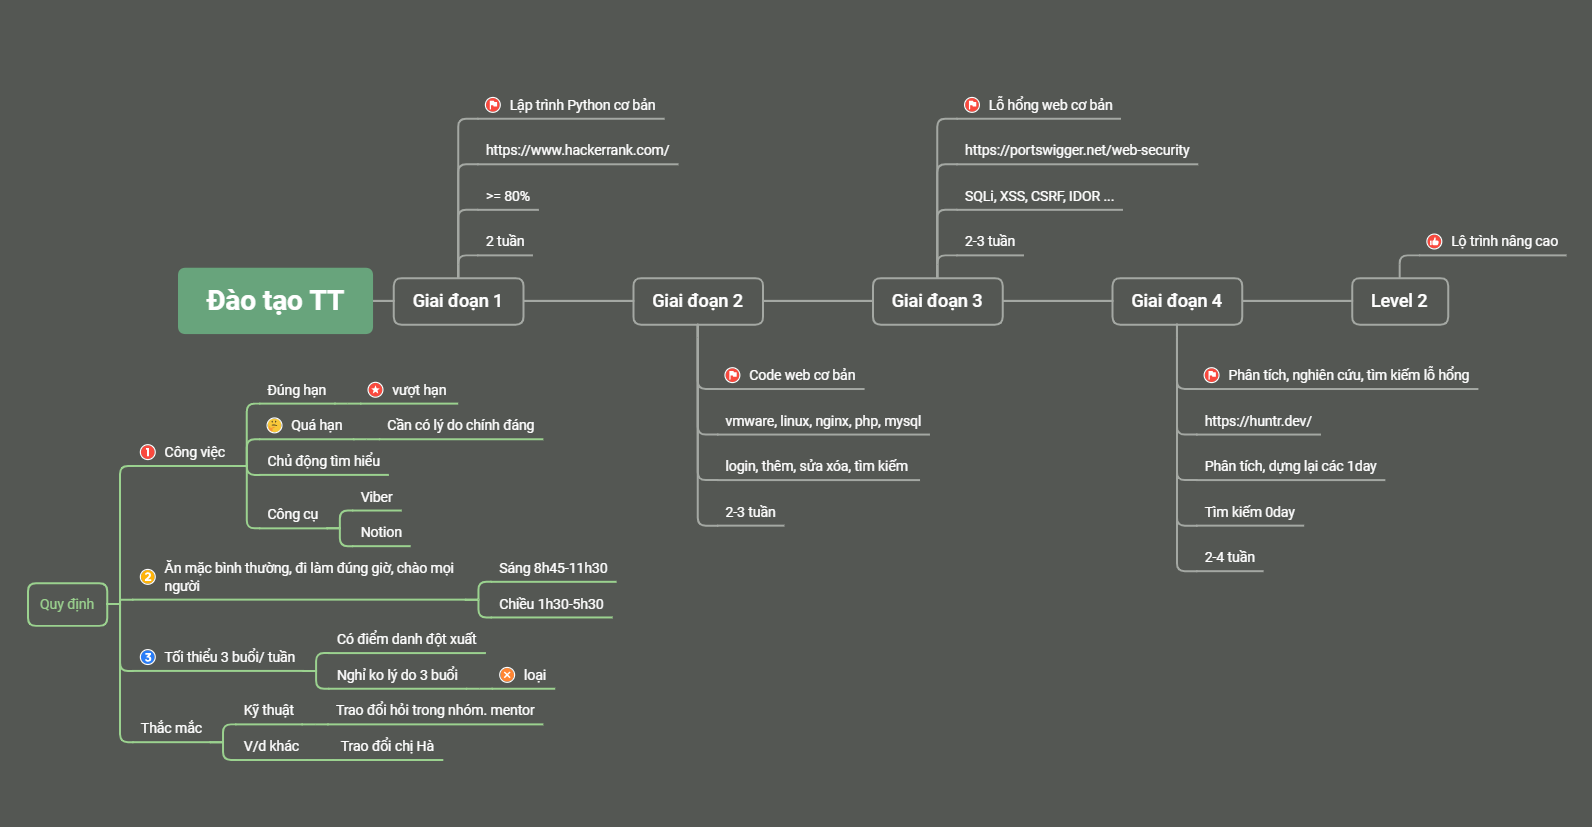 Đào tạo TT
Giai đoạn 1
Lập trình Python cơ bản
https://www.hackerrank.com/
>= 80%
2 tuần
Giai đoạn 2
Code web cơ bản
vmware, linux, nginx, php, mysql
login, thêm, sửa xóa, tìm kiếm
2-3 tuần
Giai đoạn 3
Lỗ hổng web cơ bản
https://portswigger.net/web-security
SQLi, XSS, CSRF, IDOR ...
2-3 tuần
Giai đoạn 4
Phân tích, nghiên cứu, tìm kiếm lỗ hổng
https://huntr.dev/
Phân tích, dựng lại các 1day
Tìm kiếm 0day
2-4 tuần
Level 2
Lộ trình nâng cao
Quy định
1 Công việc
Đúng hạn
vượt hạn
Quá hạn
Cần có lý do chính đáng
Chủ động tìm hiểu
Công cụ
Viber
Notion
2 Ăn mặc bình thường, đi làm đúng giờ, chào mọi
người
Sáng 8h45-11h30
Chiều 1h30-5h30
3 Tối thiểu 3 buổi/ tuần
Có điểm danh đột xuất
Nghỉ ko lý do 3 buổi
loại
Thắc mắc
Kỹ thuật
Trao đổi hỏi trong nhóm. mentor
V/d khác
Trao đổi chị Hà